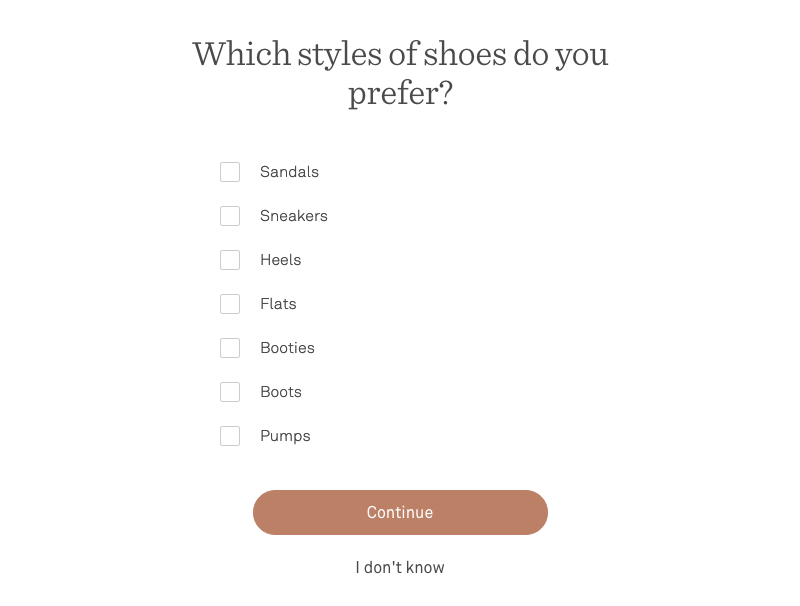 Which styles of shoes do you
prefer?
Sandals
Sneakers
Heels
Flats
Booties
Boots
Pumps
Continue
I don't know